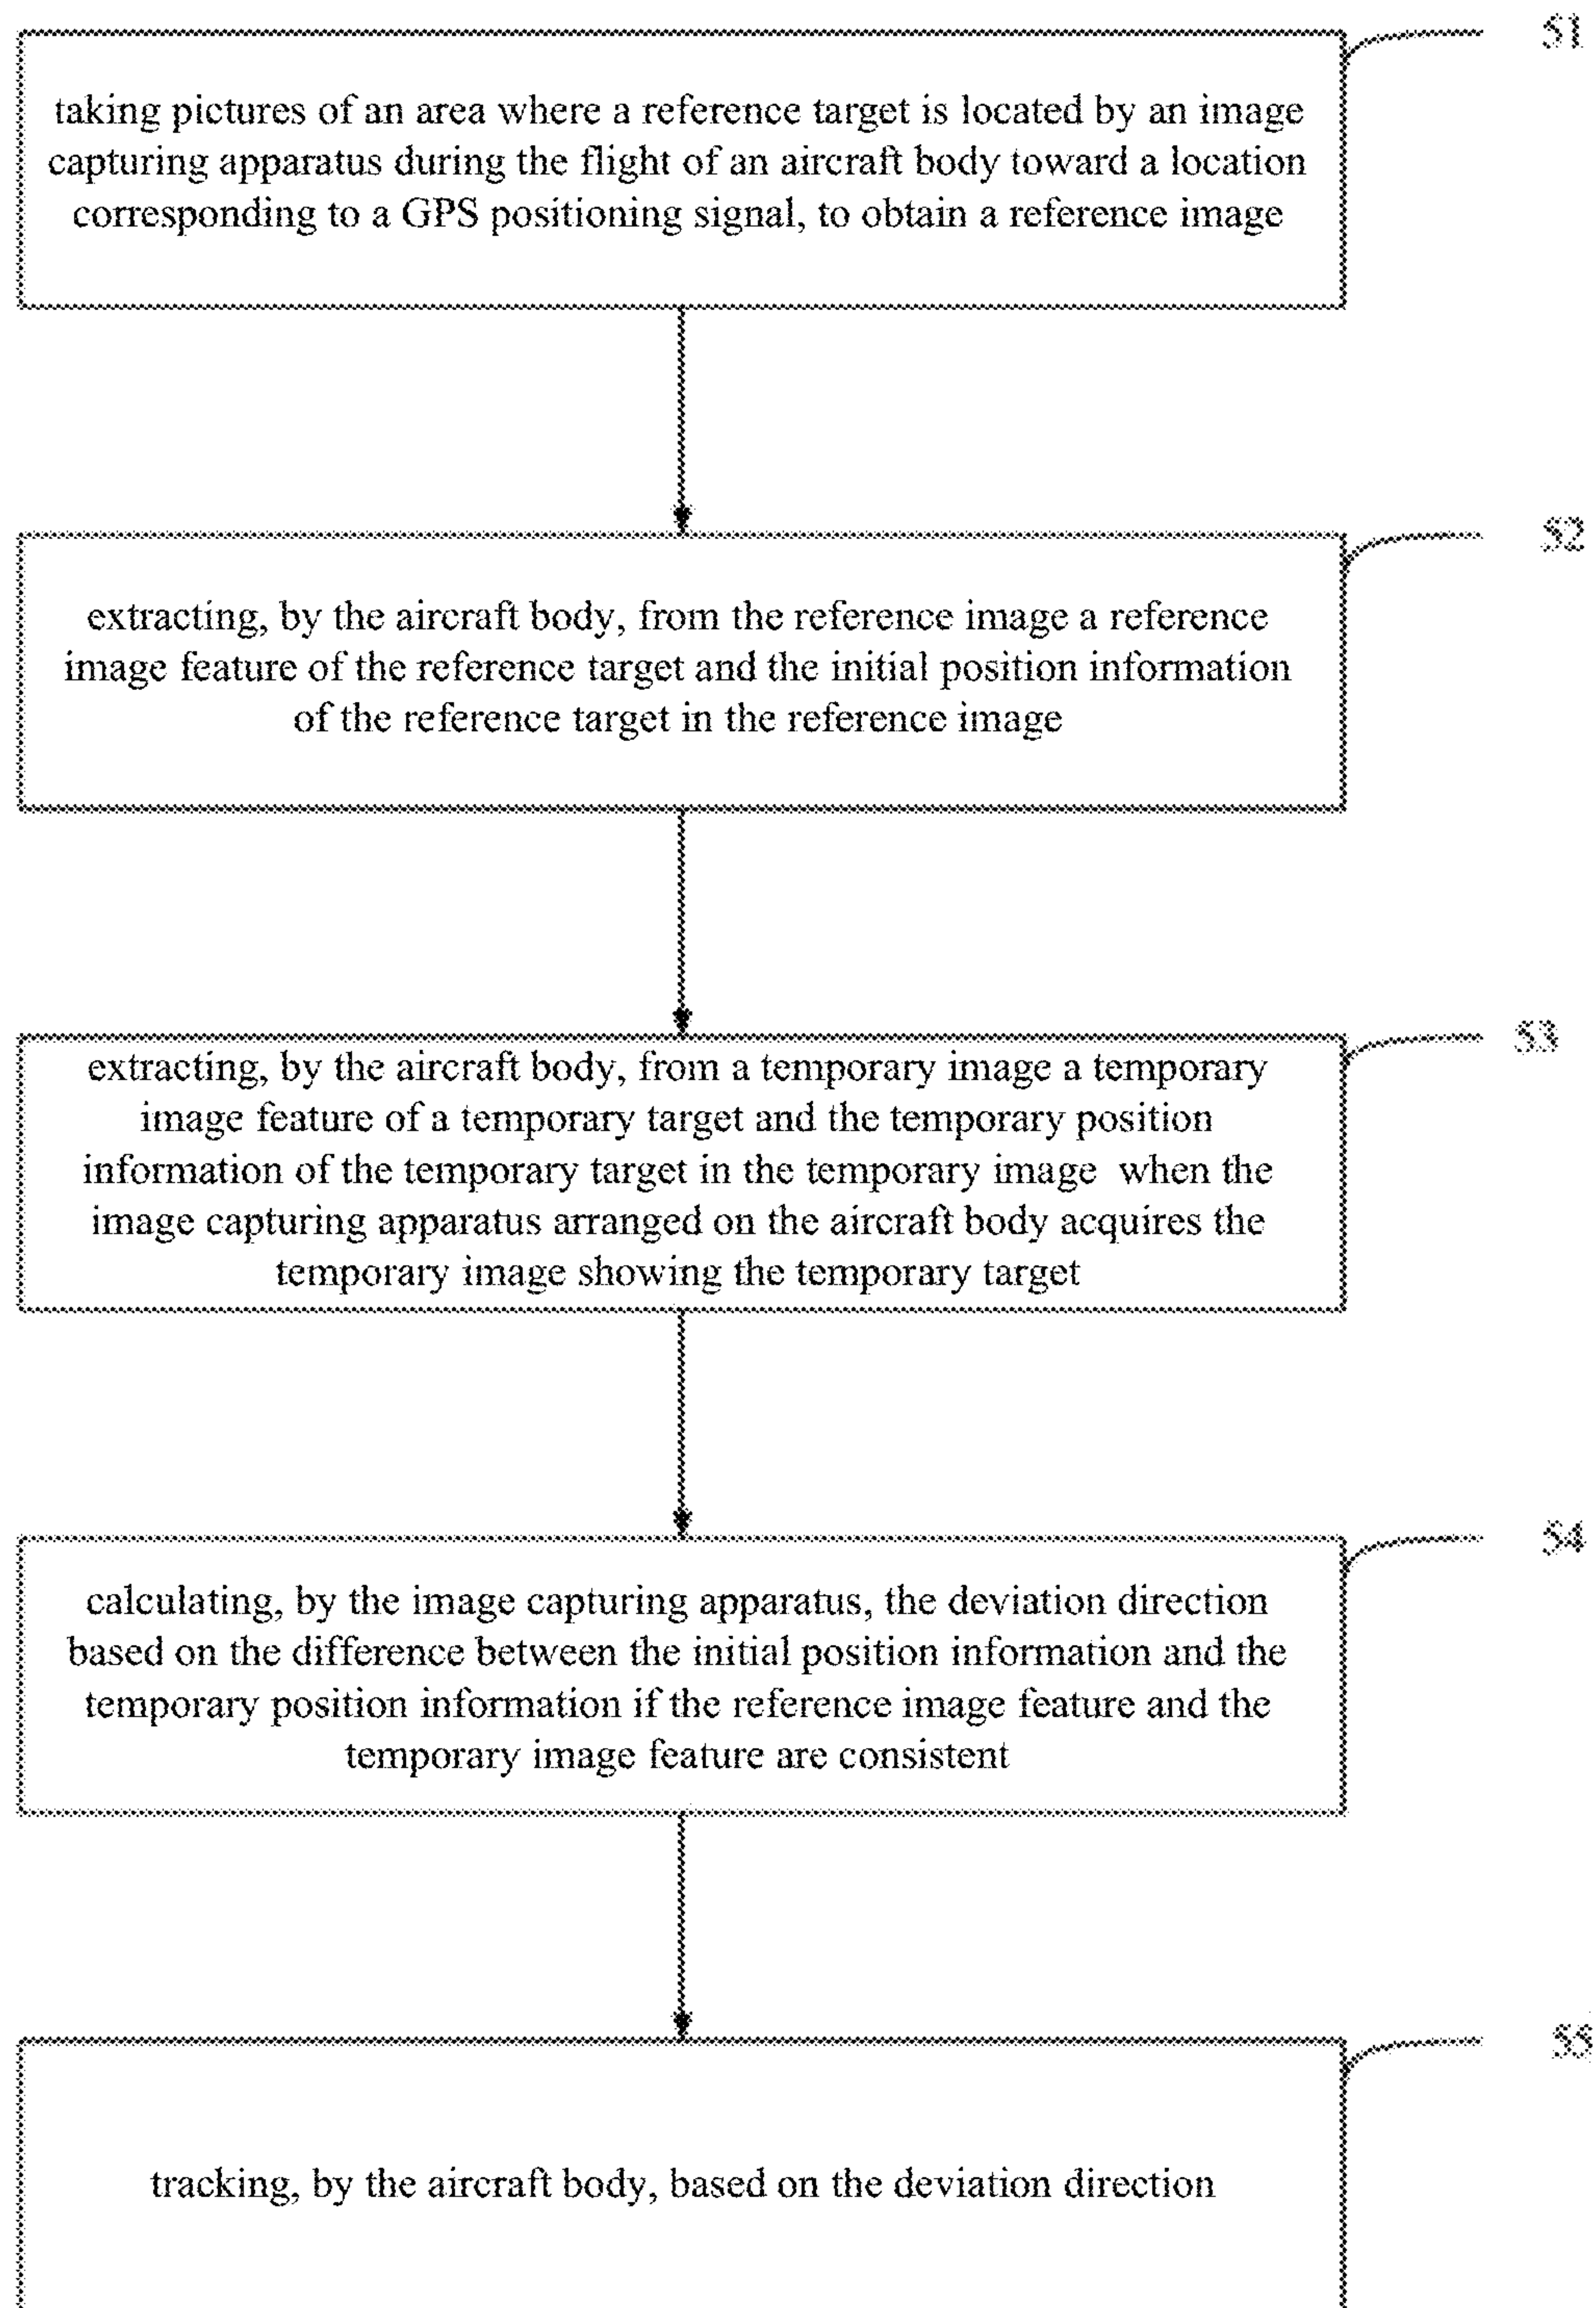 51
taking pictures of an area where a reference target is located by an image
capturing apparatus during the flight of an aircraft body toward a location
corresponding to a GPS positioning signal, to obtain a reference image
52
extracting, by the aircraft body, from the reference image a reference
image feature of the reference target and the initial position information
of the reference target in the reference image
53
extracting, by the aircraft body, from a temporary image a temporary
image feature of a temporary target and the temporary position
information of the temporary target in the temporary image when the
image capturing apparatus arranged on the aircraft body acquires the
temporary image showing the temporary target
54
calculating, by the image capturing apparatus, the deviation direction
based on the difference between the initial position information and the
temporary position information if the reference image feature and the
temporary image feature are consistent
55
tracking, by the aircraft body, based on the deviation direction